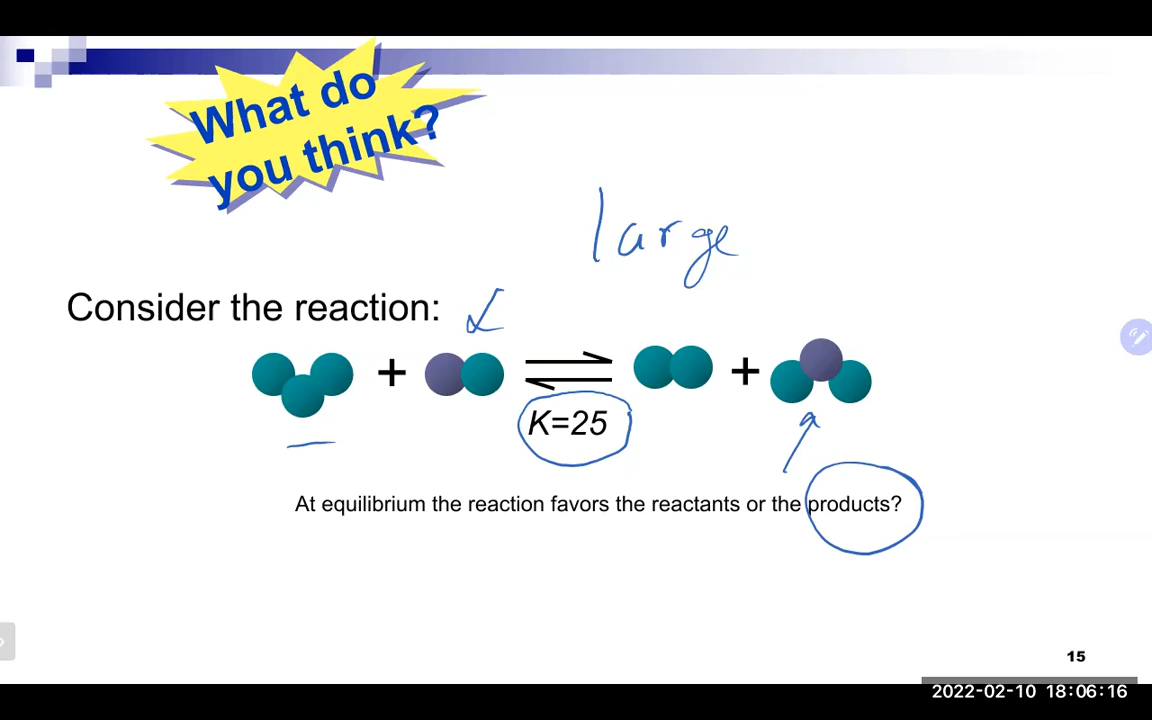 What do
you think?
large
Consider the reaction:
+ +
K=25
At equilibrium the reaction favors the reactants or the products?
15
2022-02-10 18:06:16